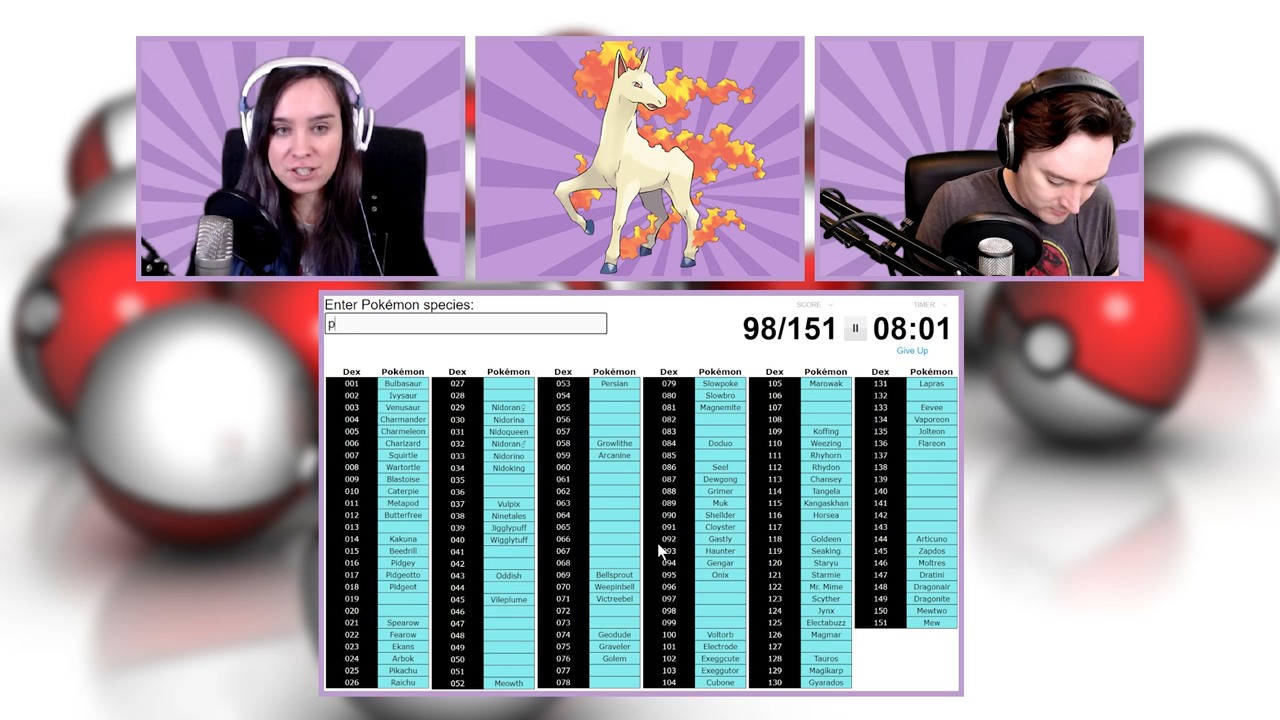 Enter Pokémon species:
p
SCORE
TIMER
98/151
08:01
Give Up
Dex Pokémon Dex Pokémon Dex Pokémon Dex Pokémon Dex Pokémon Dex Pokémon
001 Bulbasaur 027 053 Persian 079 Slowpoke 105 Marowak 131 Lapras
002 Ivysaur 028 054 080 Slowbro 106 132
003 Venusaur 029 Nidoran♀ 055 081 Magnemite 107 133 Eevee
004 Charmander 030 Nidorina 056 082 108 134 Vaporeon
005 Charmeleon 031 Nidoqueen 057 083 109 Koffing 135 Jolteon
006 Charizard 032 Nidoran♂ 058 Growlithe 084 Doduo 110 Weezing 136 Flareon
007 Squirtle 033 Nidorino 059 Arcanine 085 111 Rhyhorn 137
008 Wartortle 034 Nidoking 060 086 Seel 112 Rhydon 138
009 Blastoise 035 061 087 Dewgong 113 Chansey 139
010 Caterpie 036 062 088 Grimer 114 Tangela 140
011 Metapod 037 Vulpix 063 089 Muk 115 Kangaskhan 141
012 Butterfree 038 Ninetales 064 090 Shellder 116 Horsea 142
013 039 Jigglypuff 065 091 Cloyster 117 143
014 Kakuna 040 Wigglytuff 066 092 Gastly 118 Goldeen 144 Articuno
015 Beedrill 041 067 093 Haunter 119 Seaking 145 Zapdos
016 Pidgey 042 068 094 Gengar 120 Staryu 146 Moltres
017 Pidgeotto 043 Oddish 069 Bellsprout 095 Onix 121 Starmie 147 Dratini
018 Pidgeot 044 070 Weepinbell 096 122 Mr. Mime 148 Dragonair
019 045 Vileplume 071 Victreebel 097 123 Scyther 149 Dragonite
020 046 072 098 124 Jynx 150 Mewtwo
021 Spearow 047 073 099 125 Electabuzz 151 Mew
022 Fearow 048 074 Geodude 100 Voltorb 126 Magmar
023 Ekans 049 075 Graveler 101 Electrode 127
024 Arbok 050 076 Golem 102 Exeggcute 128 Tauros
025 Pikachu 051 077 103 Exeggutor 129 Magikarp
026 Raichu 052 Meowth 078 104 Cubone 130 Gyarados